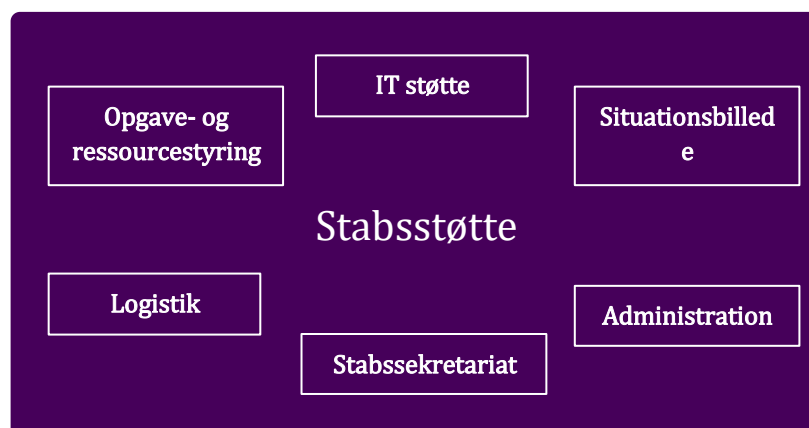 IT støtte
Opgave- og
ressourcestyring
Situationsbilled
e
Stabsstøtte
Logistik
Administration
Stabssekretariat